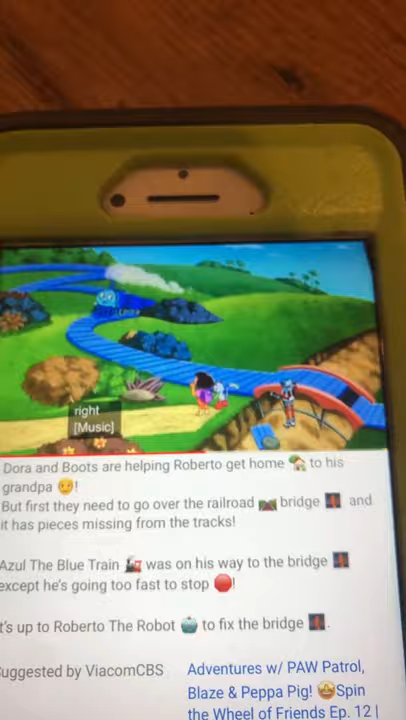 right
[Music]
Dora and Boots are helping Roberto get home 🏡 to his
grandpa 👴!
But first they need to go over the railroad 🛤️ bridge 🌉 and
it has pieces missing from the tracks!
Azul The Blue Train 🚂 was on his way to the bridge 🌉
except he's going too fast to stop 🛑!
t's up to Roberto The Robot 🤖 to fix the bridge 🌉.
Suggested by ViacomCBS
Adventures w/ PAW Patrol,
Blaze & Peppa Pig! 🤩Spin
the Wheel of Friends Ep. 12 |